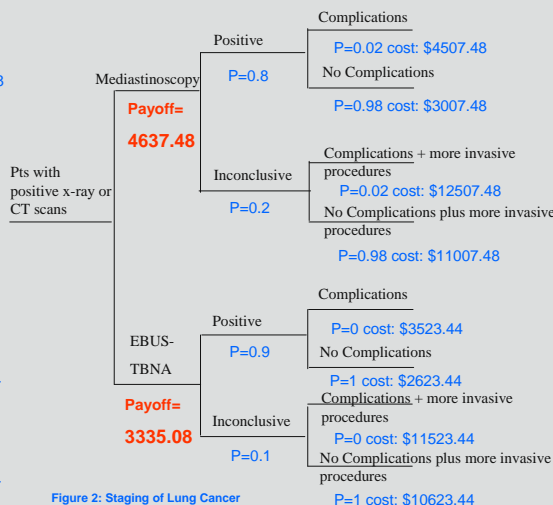 Complications
Positive
P=0.02 cost: $4507.48
No Complications
Mediastinoscopy
P=0.8
P=0.98 cost: $3007.48
Payoff=
4637.48
Complications + more invasive
procedures
Inconclusive
P=0.02 cost: $12507.48
P=0.2
No Complications plus more invasive
procedures
P=0.98 cost: $11007.48
Pts with
positive x-ray or
CT scans
Complications
Positive
P=0 cost: $3523.44
EBUS-
TBNA
P=0.9
No Complications
P=1 cost: $2623.44
Payoff=
3335.08
Complications + more invasive
procedures
Inconclusive
P=0 cost: $11523.44
P=0.1
No Complications plus more invasive
procedures
P=1 cost: $10623.44
Figure 2: Staging of Lung Cancer